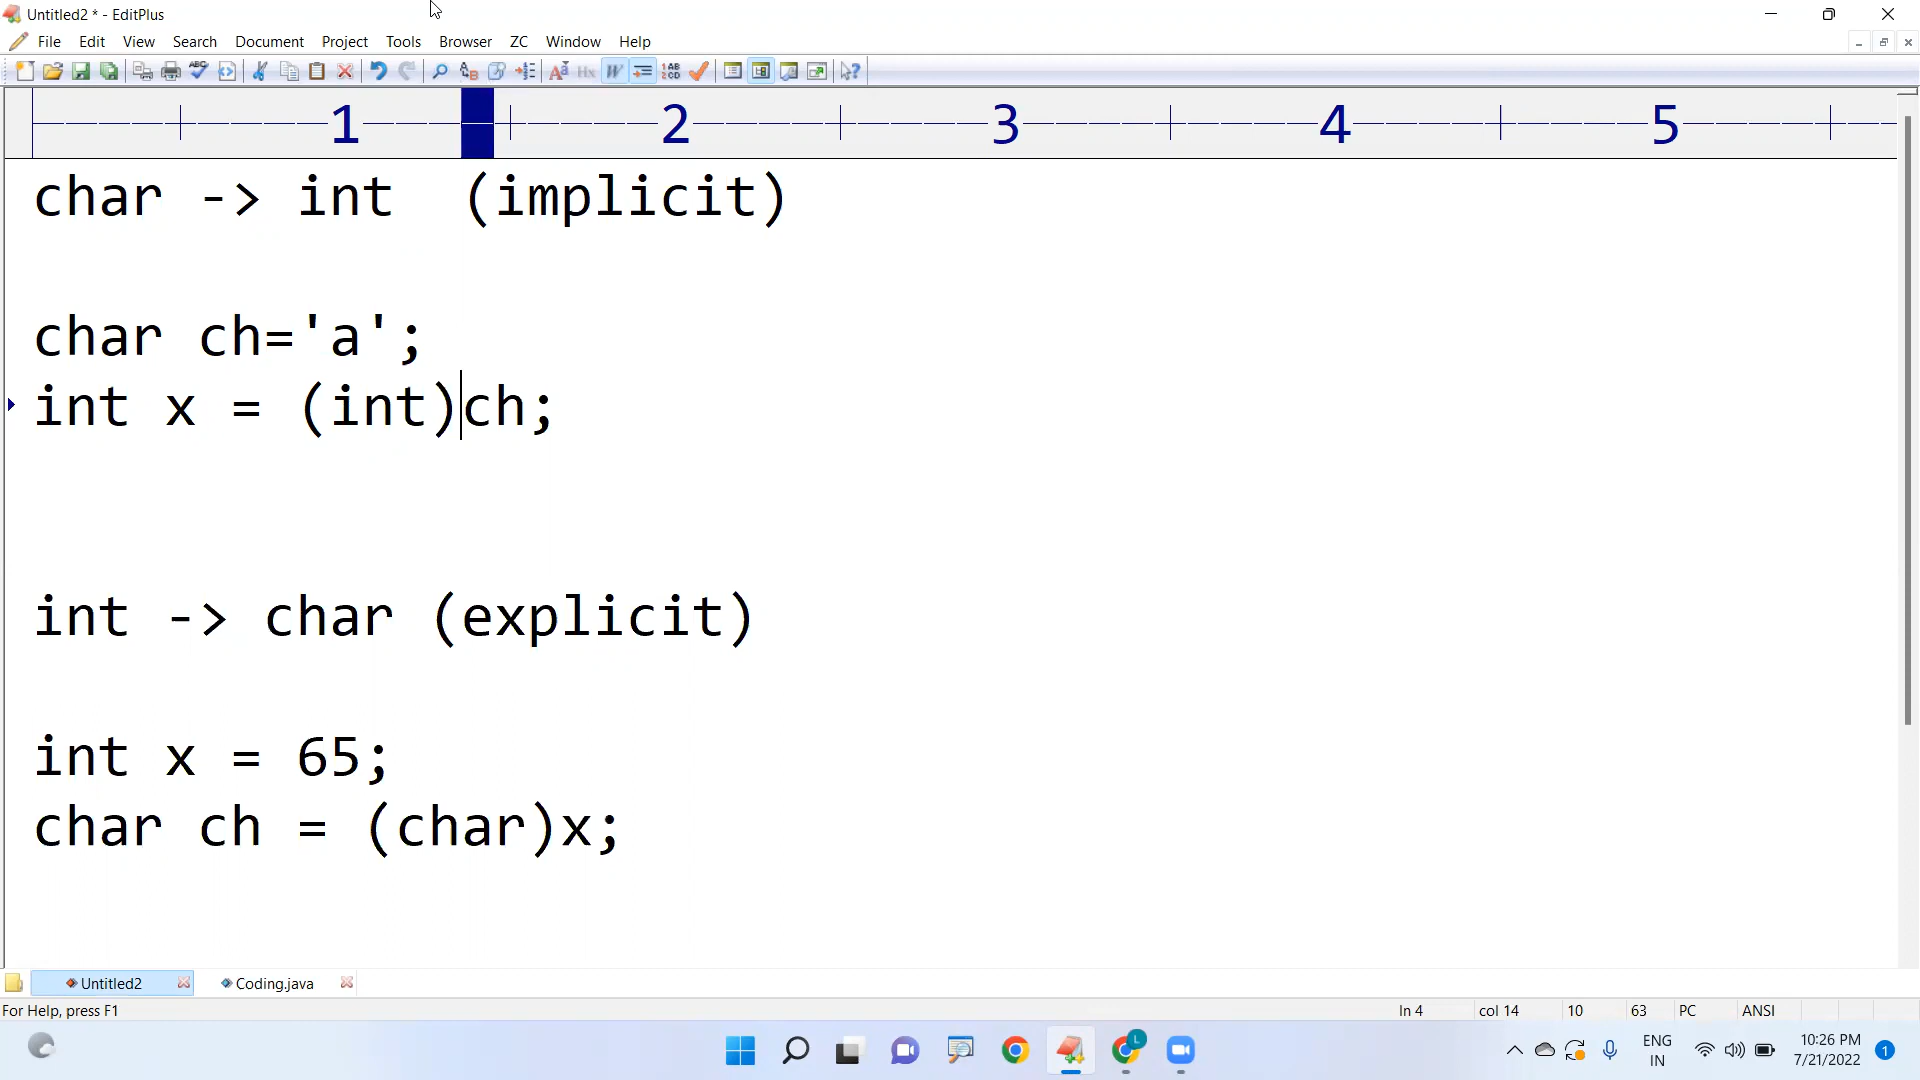 Untitled2 * - EditPlus
File Edit View Search Document Project Tools Browser ZC Window Help
1 2 3 4 5
char -> int  (implicit)
char ch='a';
int x = (int)ch;
int -> char (explicit)
int x = 65;
char ch = (char)x;
Untitled2 Coding.java
For Help, press F1 ln 4 col 14 10 63 PC ANSI
ENG
IN
10:26 PM
7/21/2022
1
L